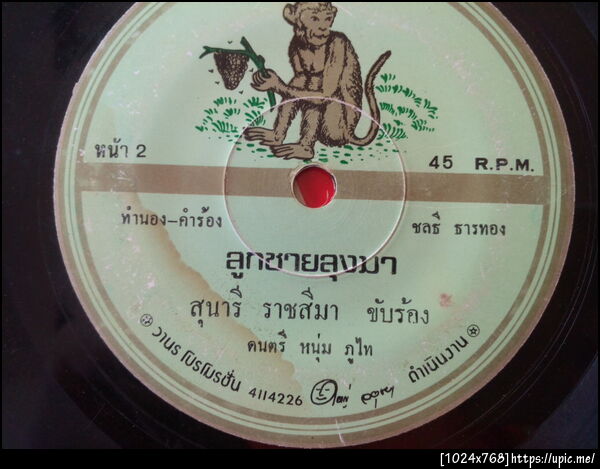 หน้า 2
45 R.P.M.
ทำนอง-คำร้อง
ชลธี ธารทอง
ลูกชายลุงมา
สุนารี ราชสีมา ขับร้อง
ดนตรี หนุ่ม ภูไท
วานร โปรโมชั่น 4114226 ดำเนินงาน
[1024x768]https://upic.me/